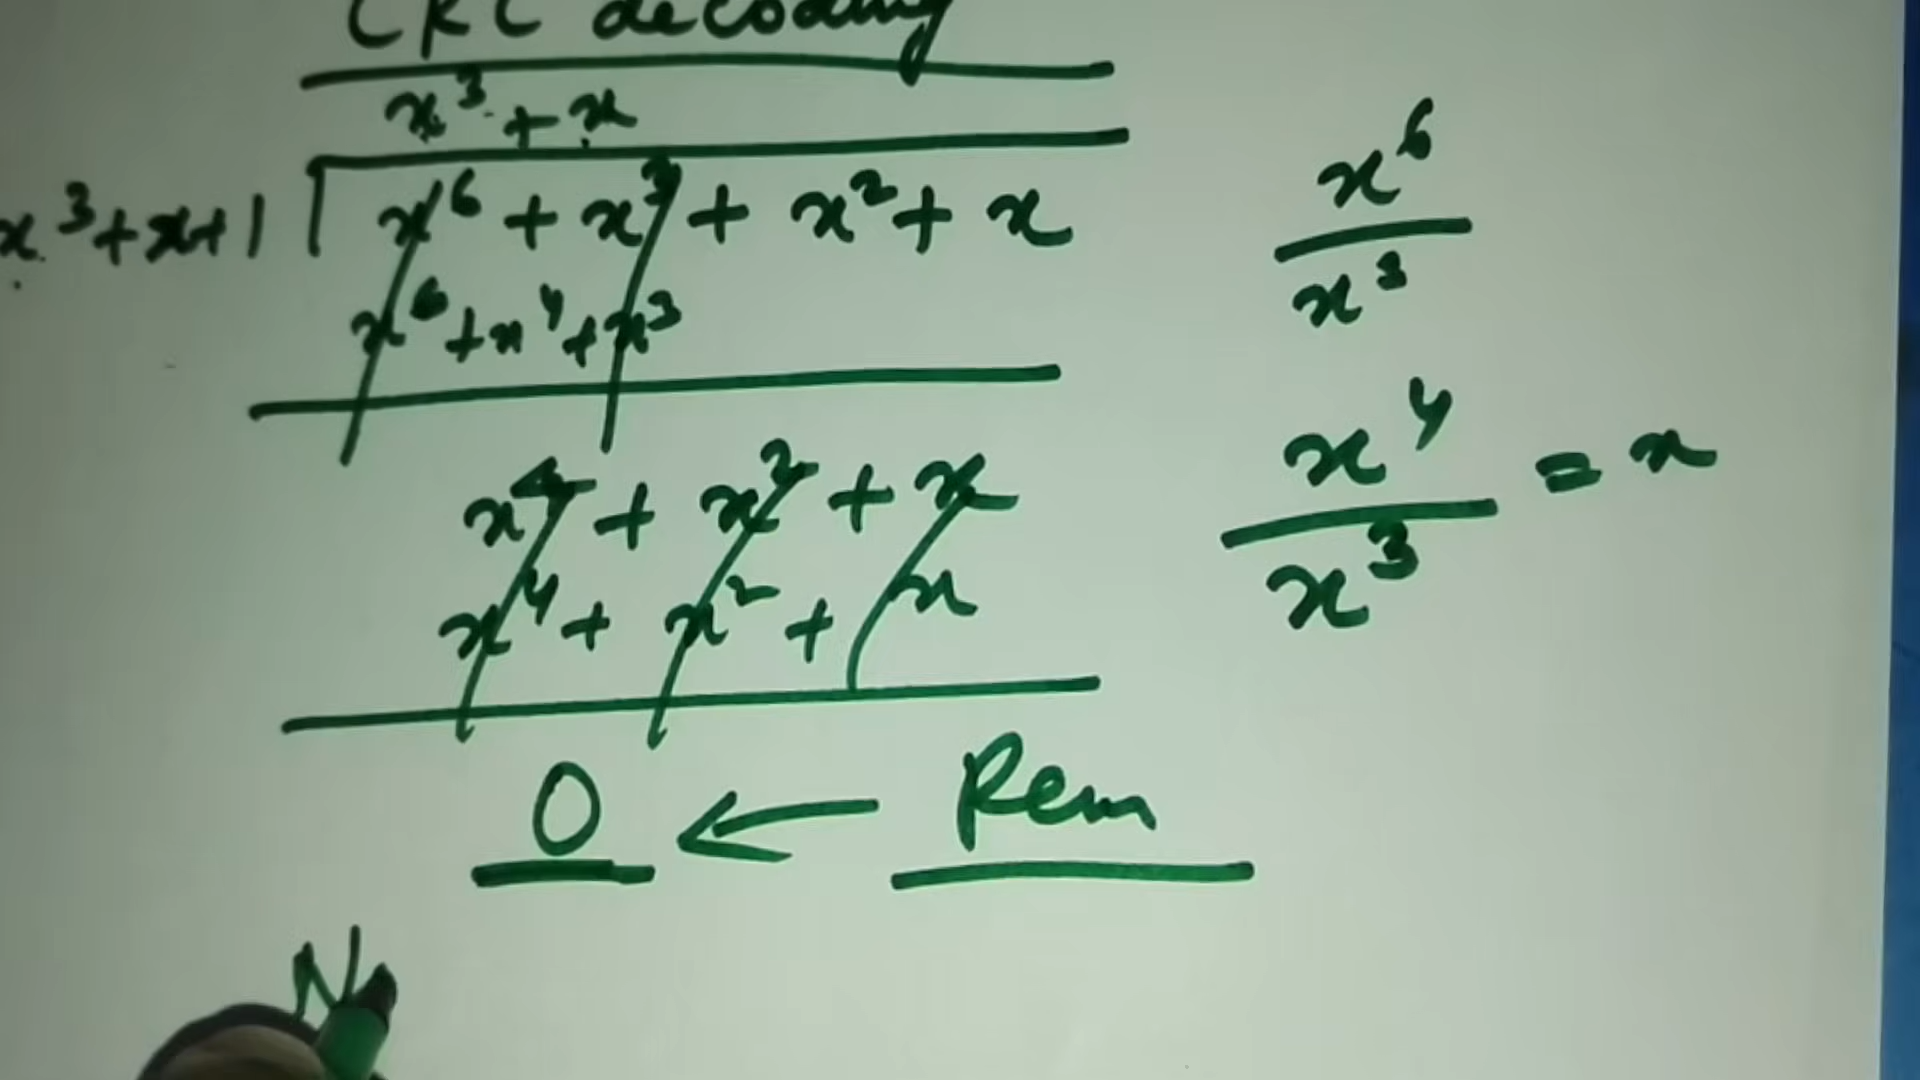 CRC decoding
x³ + x
x³+x+1 x⁶ + x³ + x² + x
x⁶ + x⁴ + x³
x⁴ + x² + x
x⁴ + x² + x
0 ← Rem
N
x⁶
x³
x⁴ = x
x³